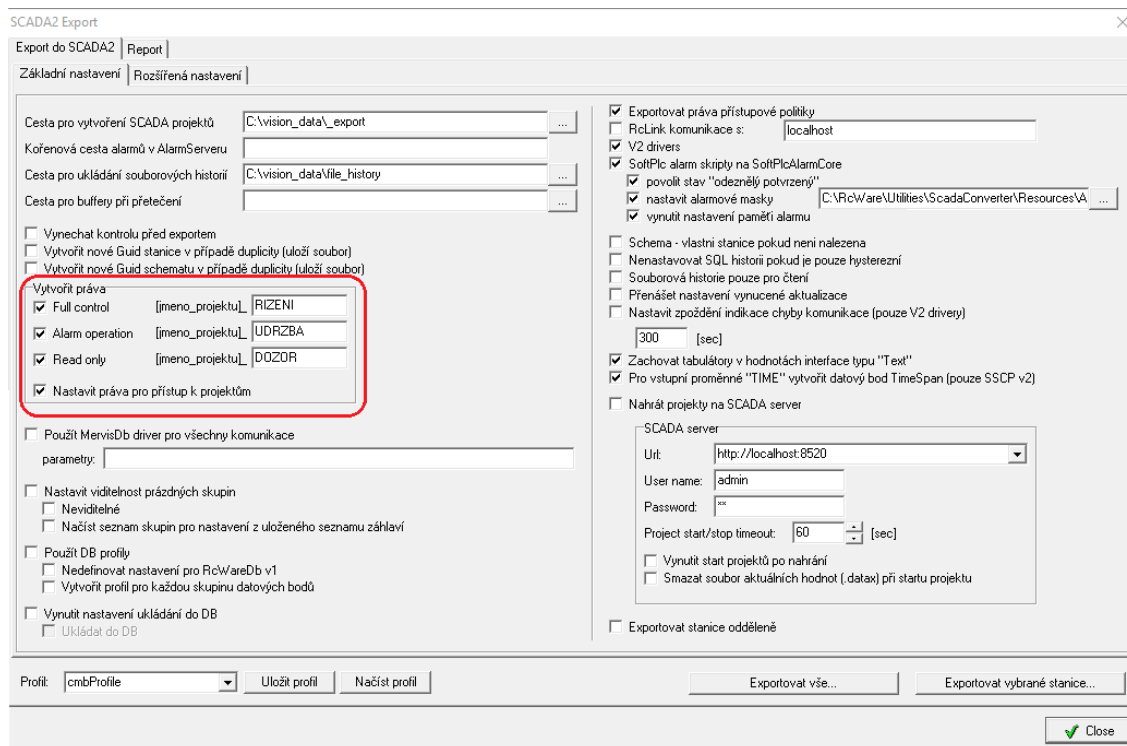 SCADA2 Export
Export do SCADA2
Report
Základní nastavení
Rozšířená nastavení
Cesta pro vytvoření SCADA projektů
C:\vision_data\_export
...
Kořenová cesta alarmů v AlarmServeru
Cesta pro ukládání souborových historií
C:\vision_data\file_history
...
Cesta pro buffery při přetečení
...
Vynechat kontrolu před exportem
Vytvořit nové Guid stanice v případě duplicity (uloží soubor)
Vytvořit nové Guid schematu v případě duplicity (uloží soubor)
Vytvořit práva
Full control [jmeno_projektu]_ RIZENI
Alarm operation [jmeno_projektu]_ UDRZBA
Read only [jmeno_projektu]_ DOZOR
Nastavit práva pro přístup k projektům
Použít MervisDb driver pro všechny komunikace
parametry:
Nastavit viditelnost prázdných skupin
Neviditelné
Načíst seznam skupin pro nastavení z uloženého seznamu záhlaví
Použít DB profily
Nedefinovat nastavení pro RcWareDb v1
Vytvořit profil pro každou skupinu datových bodů
Vynutit nastavení ukládání do DB
Ukládat do DB
Exportovat práva přístupové politiky
RcLink komunikace s: localhost
V2 drivers
SoftPlc alarm skripty na SoftPlcAlarmCore
povolit stav "odeznělý potvrzený"
nastavit alarmové masky C:\RcWare\Utilities\ScadaConverter\Resources\A ...
vynutit nastavení paměťi alarmu
Schema - vlastni stanice pokud neni nalezena
Nenastavovat SQL historii pokud je pouze hysterezní
Souborová historie pouze pro čtení
Přenášet nastavení vynucené aktualizace
Nastavit zpoždění indikace chyby komunikace (pouze V2 drivery)
300 [sec]
Zachovat tabulátory v hodnotách interface typu "Text"
Pro vstupní proměnné "TIME" vytvořit datový bod TimeSpan (pouze SSCP v2)
Nahrát projekty na SCADA server
SCADA server
Url: http://localhost:8520
User name: admin
Password: **
Project start/stop timeout: 60 [sec]
Vynutit start projektů po nahrání
Smazat soubor aktuálních hodnot (.datax) při startu projektu
Exportovat stanice odděleně
Profil: cmbProfile
Uložit profil
Načíst profil
Exportovat vše...
Exportovat vybrané stanice...
Close